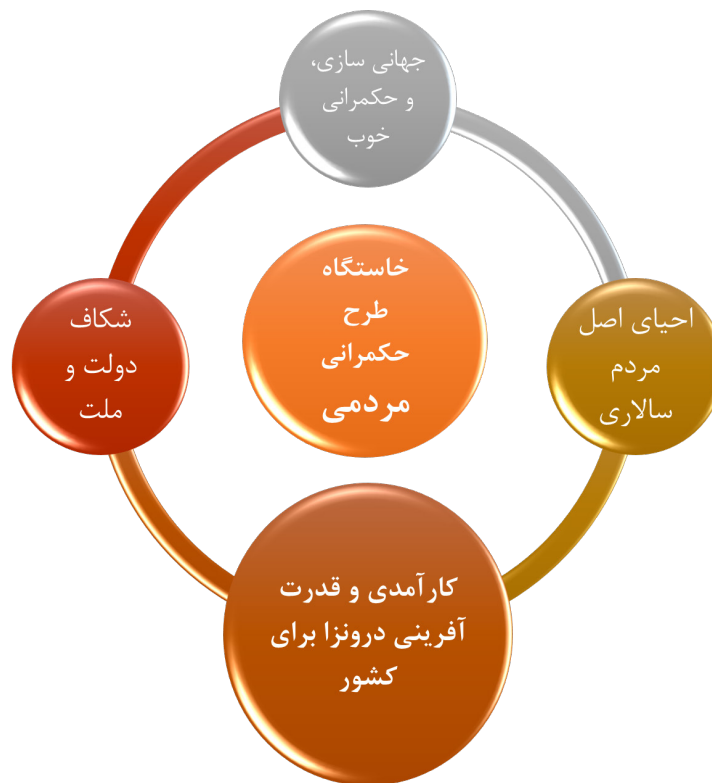 جهانی سازی،
و حکمرانی
خوب
خاستگاه
طرح
حکمرانی
مردمی
احیای اصل
مردم
سالاری
شکاف
دولت و
ملت
کارآمدی و قدرت
آفرینی درونزا برای
کشور